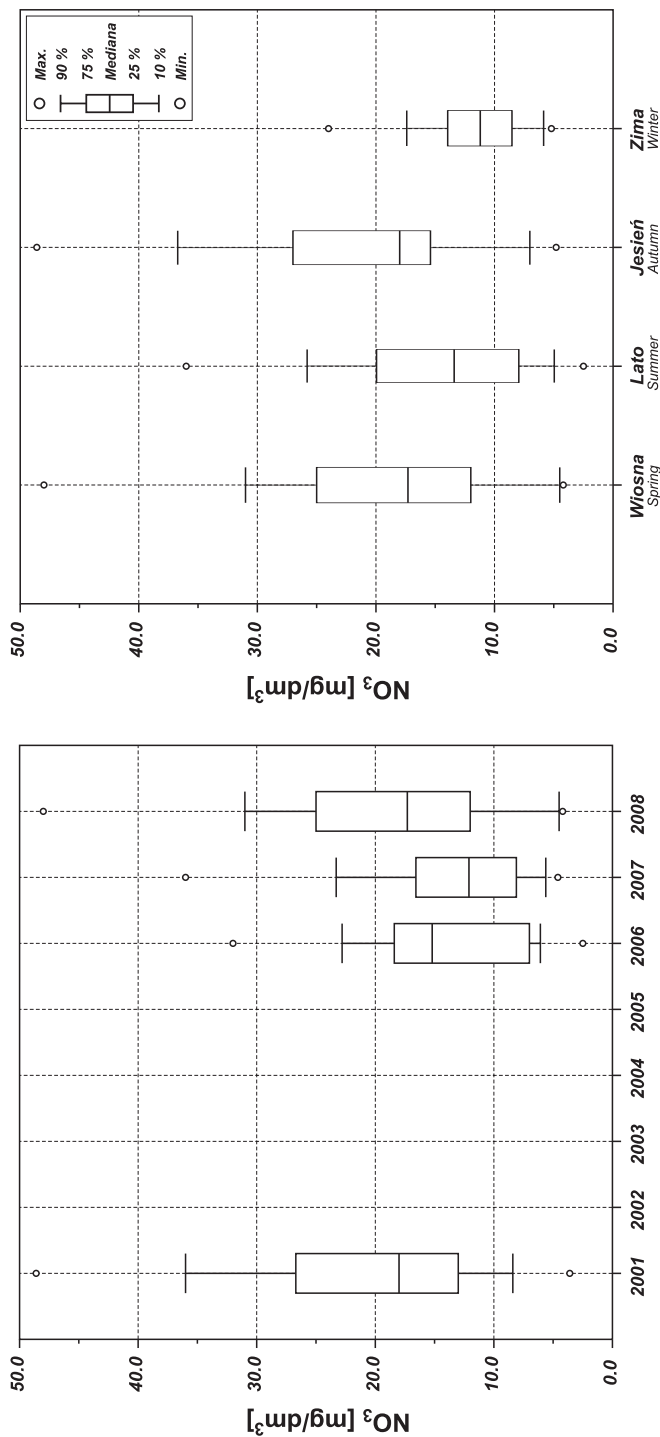 NO₃ [mg/dm³]
50.0
40.0
30.0
20.0
10.0
0.0
2001
2002
2003
2004
2005
2006
2007
2008
NO₃ [mg/dm³]
50.0
40.0
30.0
20.0
10.0
0.0
Wiosna
Spring
Lato
Summer
Jesień
Autumn
Zima
Winter
Max.
90 %
75 %
Mediana
25 %
10 %
Min.